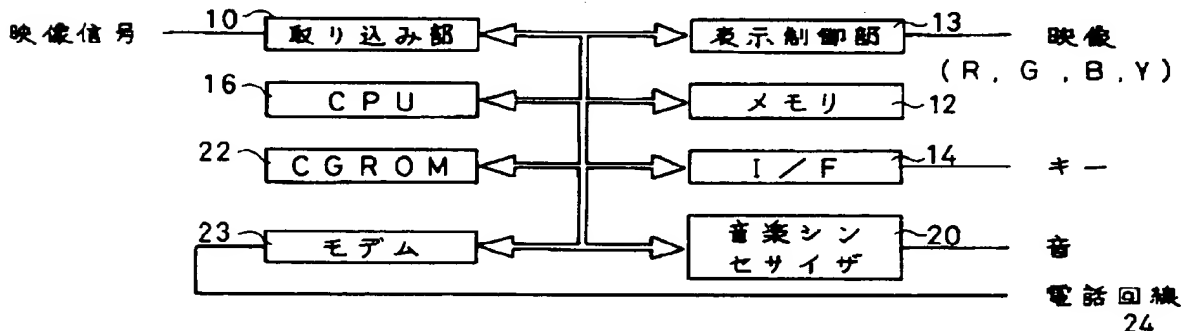 映像信号
10
取り込み部
13
表示制御部
映像
(R,G,B,Y)
16
CPU
メモリ
12
22
CGROM
14
I/F
キー
23
モデム
音楽シン
セサイザ
20
音
電話回線
24